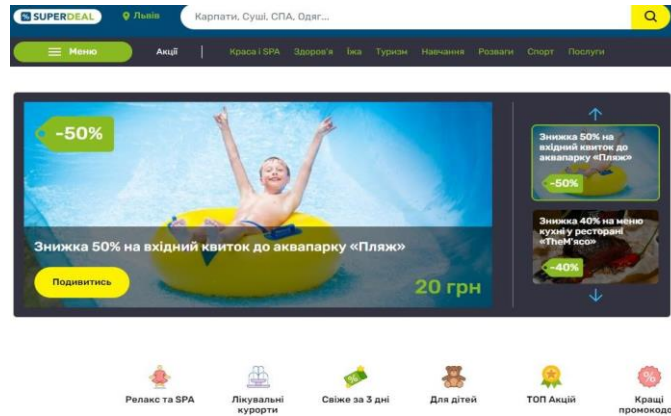 SUPERDEAL
Львів
Карпати, Суші, СПА, Одяг...
Меню
Акції
Краса і SPA
Здоров'я
Їжа
Туризм
Навчання
Розваги
Спорт
Послуги
-50%
Знижка 50% на вхідний квиток до аквапарку «Пляж»
Подивитись
20 грн
Знижка 50% на
вхідний квиток до
аквапарку «Пляж»
-50%
Знижка 40% на меню
кухні у ресторані
«TheМ'ясо»
-40%
Релакс та SPA
Лікувальні
курорти
Свіже за 3 дні
Для дітей
ТОП Акцій
Кращі
промокоди